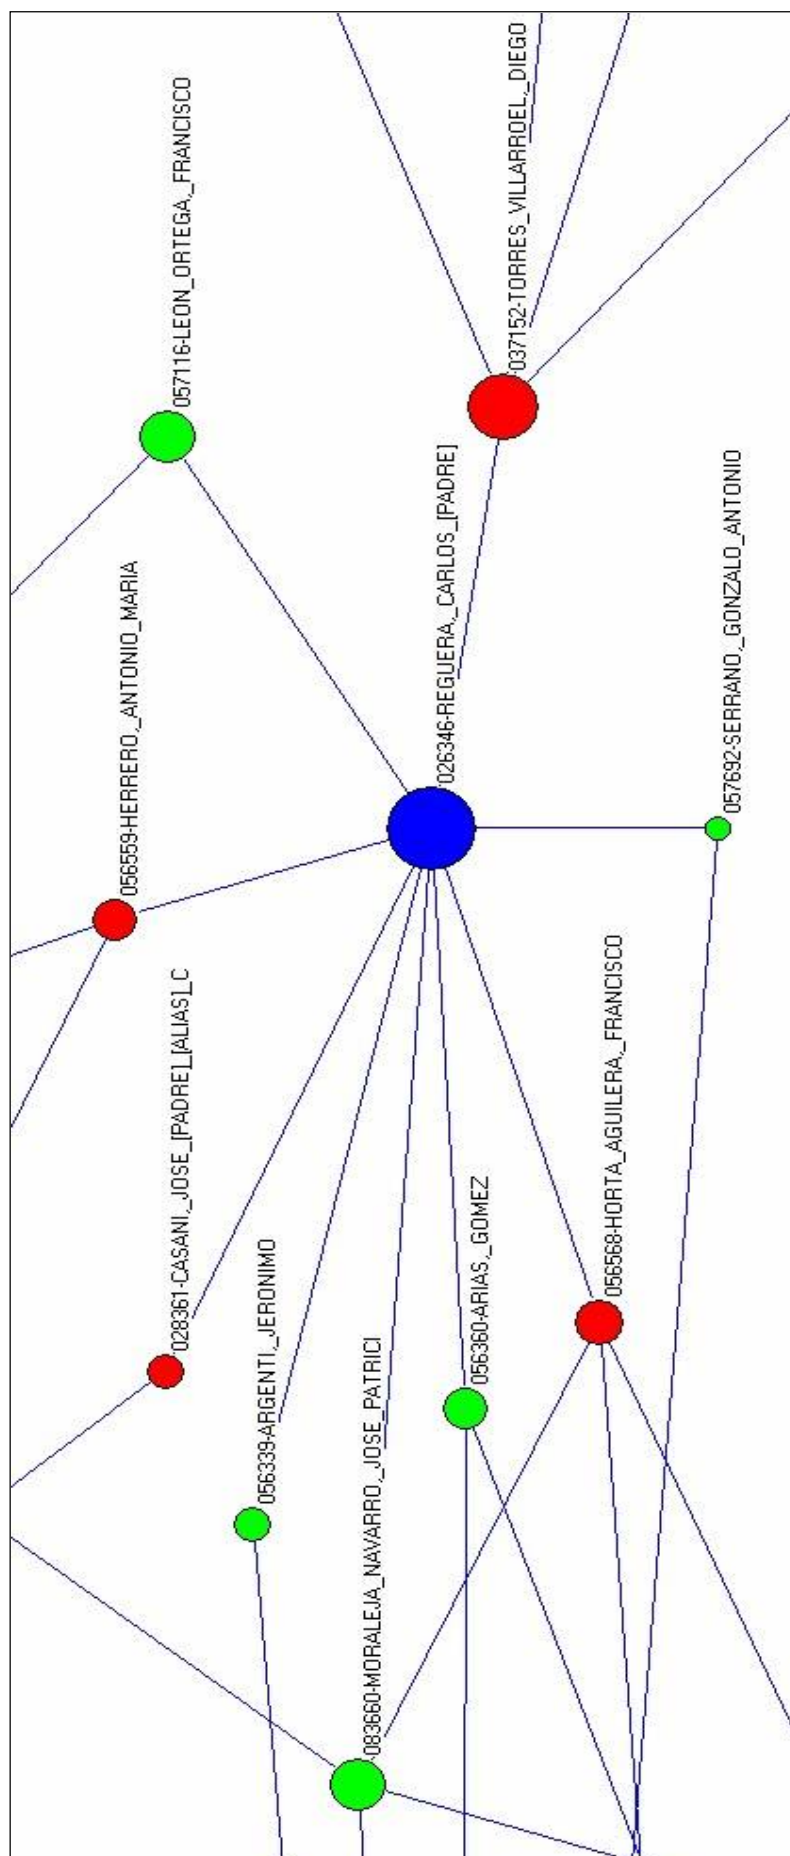 057116-LEON_ORTEGA,_FRANCISCO
037152-TORRES_VILLARROEL,_DIEGO
026346-REGUERA,_CARLOS_[PADRE]
056559-HERRERO,_ANTONIO_MARIA
057692-SERRANO,_GONZALO_ANTONIO
028361-CASANI,_JOSE_[PADRE]_[ALIAS]_C
056339-ARGENTI,_JERONIMO
083660-MORALEJA_NAVARRO,_JOSE_PATRICI
056360-ARIAS,_GOMEZ
056568-HORTA_AGUILERA,_FRANCISCO